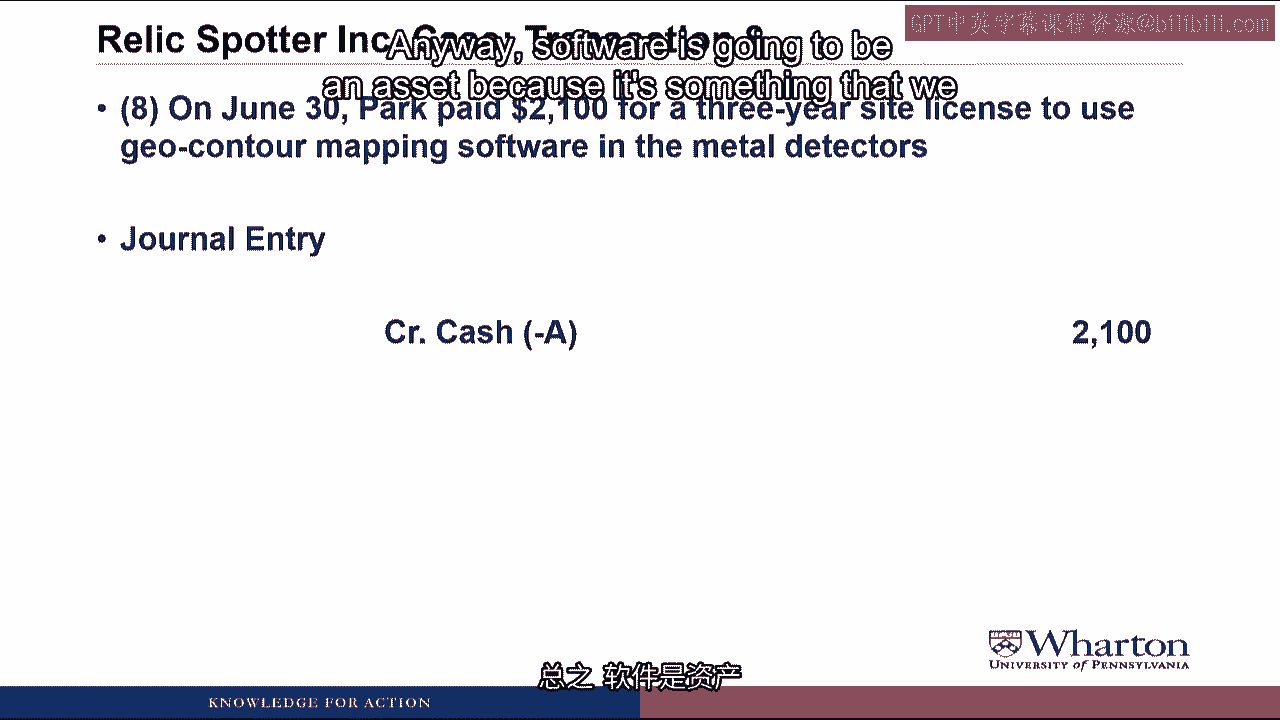 GPT中英字幕课程资源@bilibili.com
Relic Spotter Inc. Case: Transaction 8
Anyway, software is going to be
an asset because it's something that we
• (8) On June 30, Park paid $2,100 for a three-year site license to use
geo-contour mapping software in the metal detectors
• Journal Entry
Cr. Cash (-A) 2,100
Wharton
UNIVERSITY of PENNSYLVANIA
总之 软件是资产
KNOWLEDGE FOR ACTION